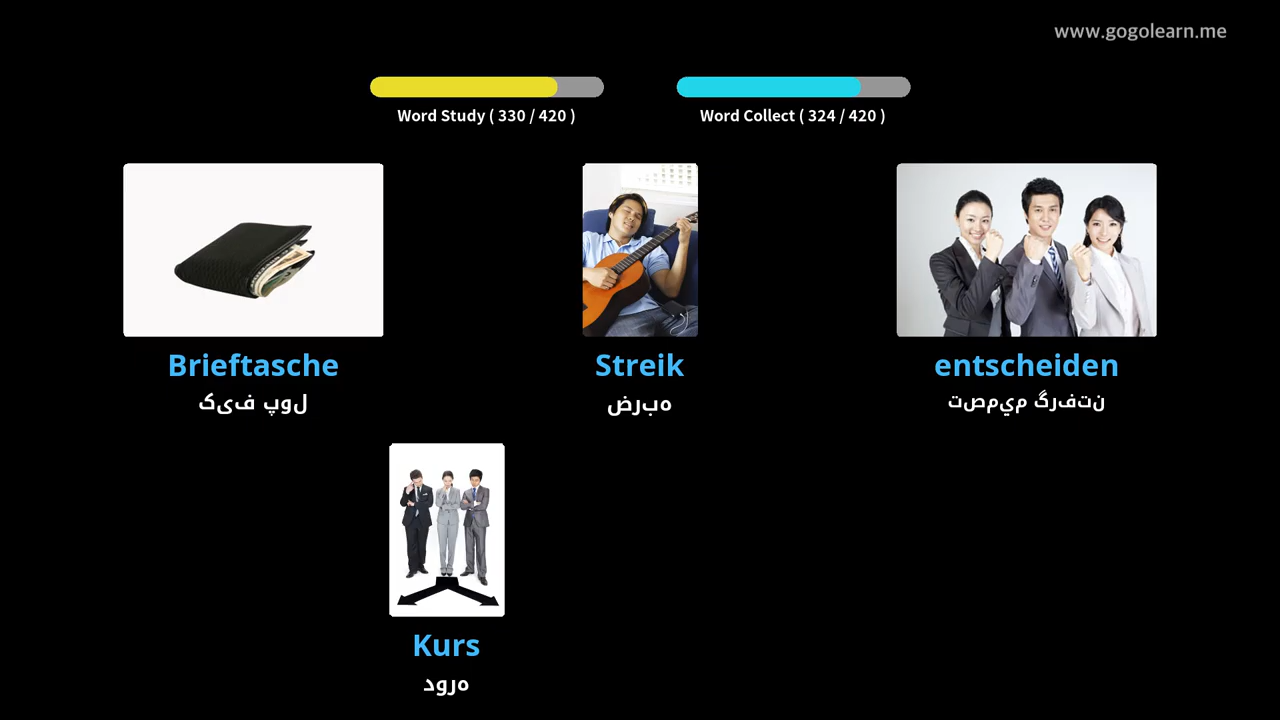 www.gogolearn.me
Word Study ( 330 / 420 )
Word Collect ( 324 / 420 )
Brieftasche
کیف پول
Streik
ضربه
entscheiden
تصميم گرفتن
Kurs
دوره